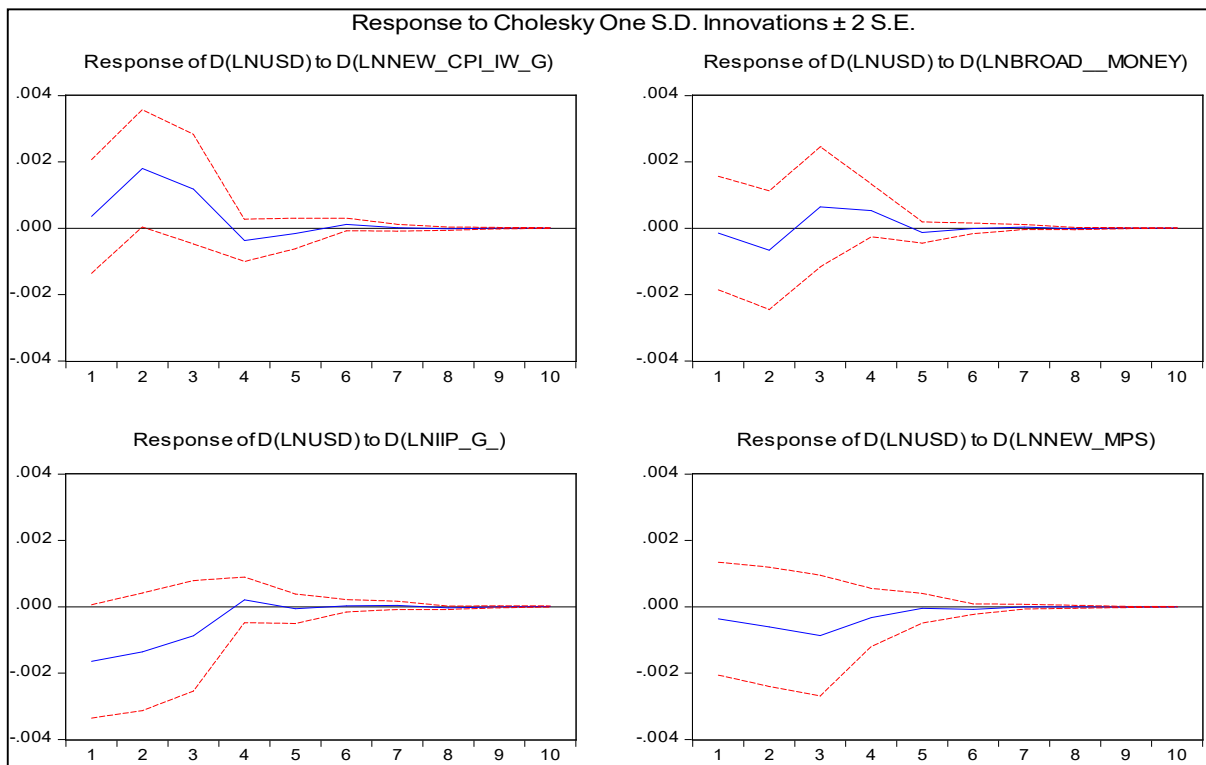 Response to Cholesky One S.D. Innovations ± 2 S.E.
Response of D(LNUSD) to D(LNNEW_CPI_IW_G)
.004
.002
.000
-.002
-.004
1 2 3 4 5 6 7 8 9 10
Response of D(LNUSD) to D(LNBROAD__MONEY)
.004
.002
.000
-.002
-.004
1 2 3 4 5 6 7 8 9 10
Response of D(LNUSD) to D(LNIIP_G_)
.004
.002
.000
-.002
-.004
1 2 3 4 5 6 7 8 9 10
Response of D(LNUSD) to D(LNNEW_MPS)
.004
.002
.000
-.002
-.004
1 2 3 4 5 6 7 8 9 10